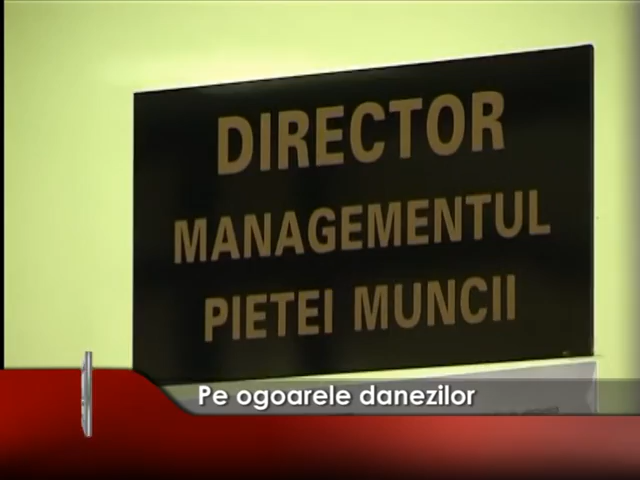 DIRECTOR
MANAGEMENTUL
PIETEI MUNCII
Pe ogoarele danezilor